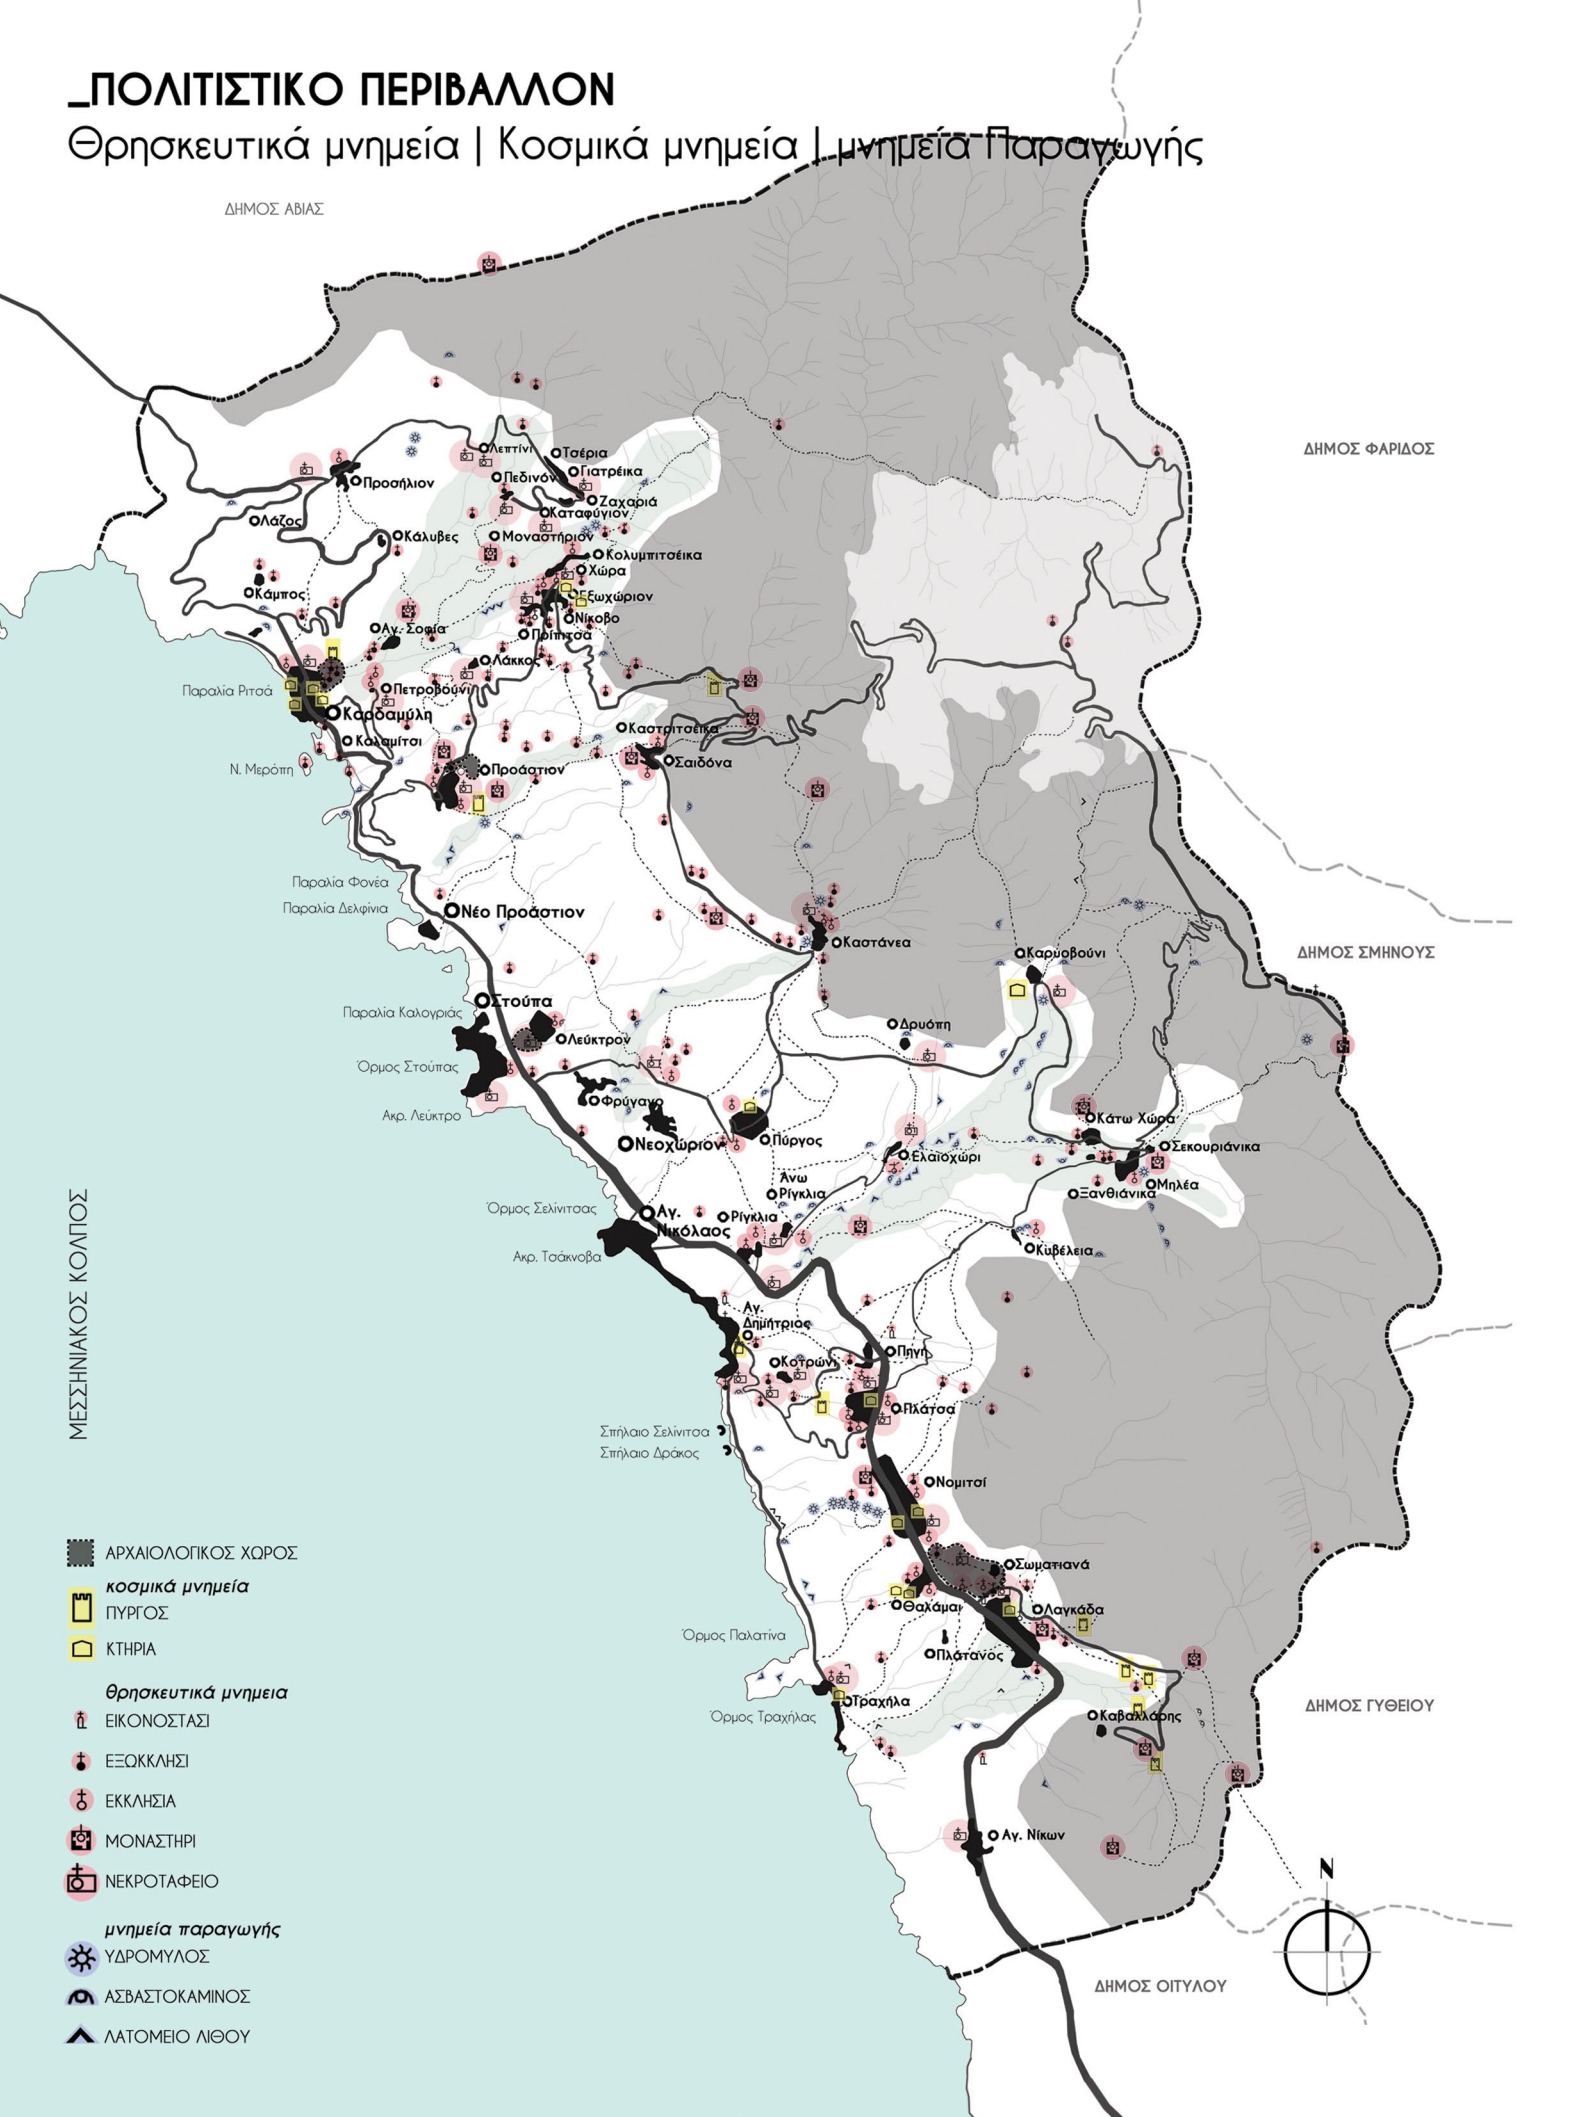 _ΠΟΛΙΤΙΣΤΙΚΟ ΠΕΡΙΒΑΛΛΟΝ
Θρησκευτικά μνημεία | Κοσμικά μνημεία | μνημεία Παραγωγής
ΔΗΜΟΣ ΑΒΙΑΣ
ΔΗΜΟΣ ΦΑΡΙΔΟΣ
Λεπτίνι
Τσέρια
Γιατρέικα
Πεδινόν
Προσήλιον
Ζαχαριά
Καταφύγιον
Λάζος
Κάλυβες
Μοναστήριον
Κολυμπιτσέικα
Χώρα
Κάμπος
Εξωχώριον
Νίκοβο
Αγ. Σοφία
Πρίπιτσα
Λάκκος
Παραλία Ριτσά
Πετροβούνι
Καρδαμύλη
Καστριτσέικα
Καλαμίτσι
Σαιδόνα
Ν. Μερόπη
Προάστιον
Παραλία Φονέα
Παραλία Δελφίνια
Νέο Προάστιον
Καστάνεα
Καρυοβούνι
ΔΗΜΟΣ ΣΜΗΝΟΥΣ
Στούπα
Παραλία Καλογριάς
Δρυόπη
Λεύκτρον
Όρμος Στούπας
Φρύγανο
Ακρ. Λεύκτρο
Κάτω Χώρα
Νεοχώριον
Πύργος
Σεκουριάνικα
Ελαιοχώρι
Μηλέα
Ξανθιάνικα
Άνω
Ρίγκλια
Όρμος Σελίνιτσας
Αγ.
Νικόλαος
Ρίγκλια
Ακρ. Τσάκνοβα
Κυβέλεια
ΜΕΣΣΗΝΙΑΚΟΣ ΚΟΛΠΟΣ
Αγ.
Δημήτριος
Πηγή
Κοτρώνι
Πλάτσα
Σπήλαιο Σελίνιτσα
Σπήλαιο Δράκος
Νομιτσί
Σωματιανά
Θαλάμαι
Λαγκάδα
Όρμος Παλατίνα
Πλάτανος
Τραχήλα
Όρμος Τραχήλας
Καβαλλάρης
ΔΗΜΟΣ ΓΥΘΕΙΟΥ
Αγ. Νίκων
N
ΔΗΜΟΣ ΟΙΤΥΛΟΥ
ΑΡΧΑΙΟΛΟΓΙΚΟΣ ΧΩΡΟΣ
κοσμικά μνημεία
ΠΥΡΓΟΣ
ΚΤΗΡΙΑ
θρησκευτικά μνημεια
ΕΙΚΟΝΟΣΤΑΣΙ
ΕΞΩΚΚΛΗΣΙ
ΕΚΚΛΗΣΙΑ
ΜΟΝΑΣΤΗΡΙ
ΝΕΚΡΟΤΑΦΕΙΟ
μνημεία παραγωγής
ΥΔΡΟΜΥΛΟΣ
ΑΣΒΑΣΤΟΚΑΜΙΝΟΣ
ΛΑΤΟΜΕΙΟ ΛΙΘΟΥ